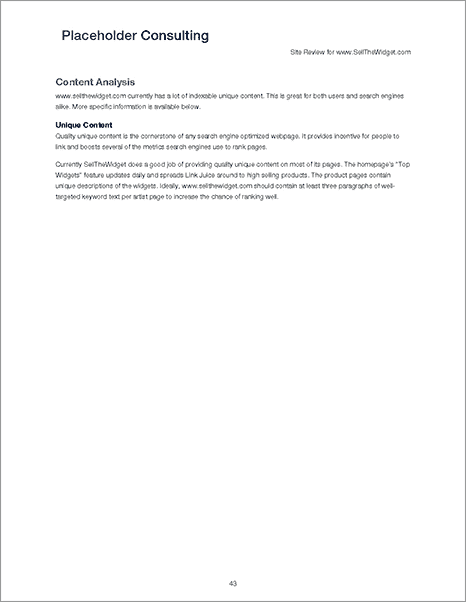 Placeholder Consulting
Site Review for www.SellTheWidget.com
Content Analysis
www.sellthewidget.com currently has a lot of indexable unique content. This is great for both users and search engines
alike. More specific information is available below.
Unique Content
Quality unique content is the cornerstone of any search engine optimized webpage. It provides incentive for people to
link and boosts several of the metrics search engines use to rank pages.
Currently SellTheWidget does a good job of providing quality unique content on most of its pages. The homepage's "Top
Widgets" feature updates daily and spreads Link Juice around to high selling products. The product pages contain
unique descriptions of the widgets. Ideally, www.sellthewidget.com should contain at least three paragraphs of well-
targeted keyword text per artist page to increase the chance of ranking well.
43